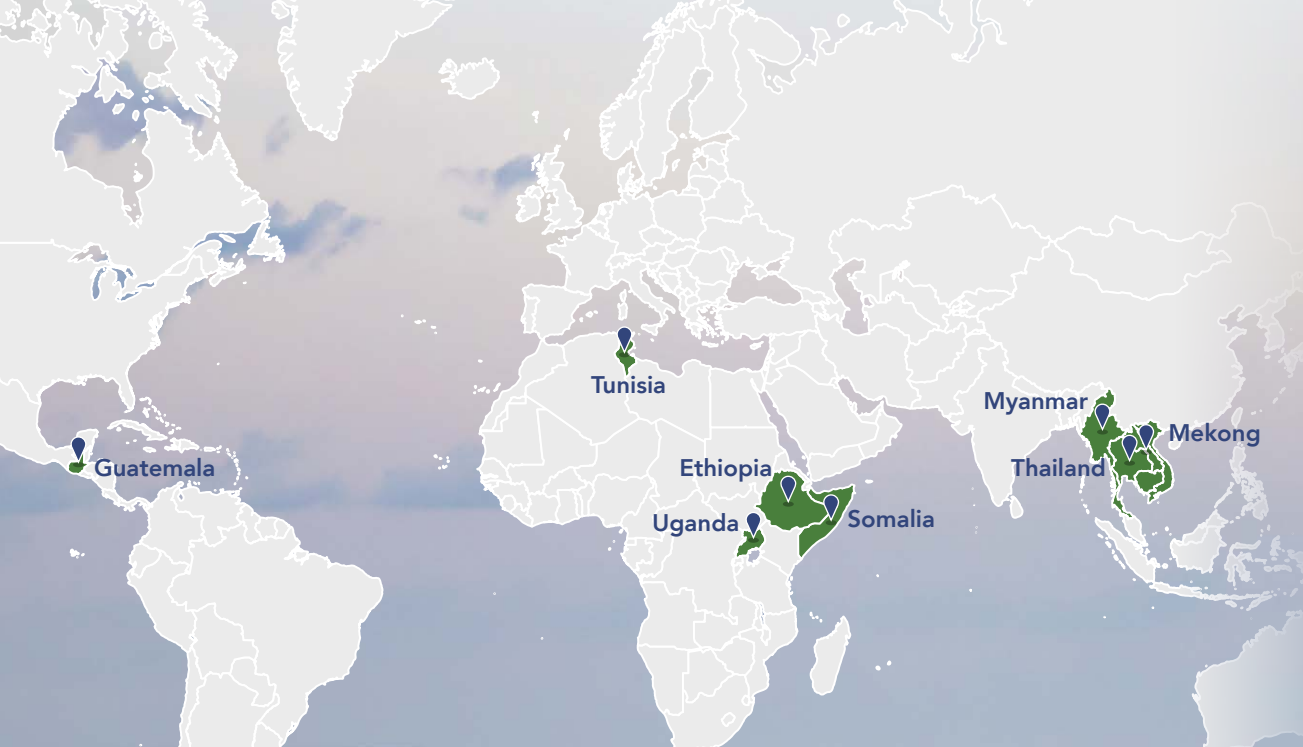 Tunisia
Myanmar
Mekong
Guatemala
Ethiopia
Thailand
Uganda
Somalia